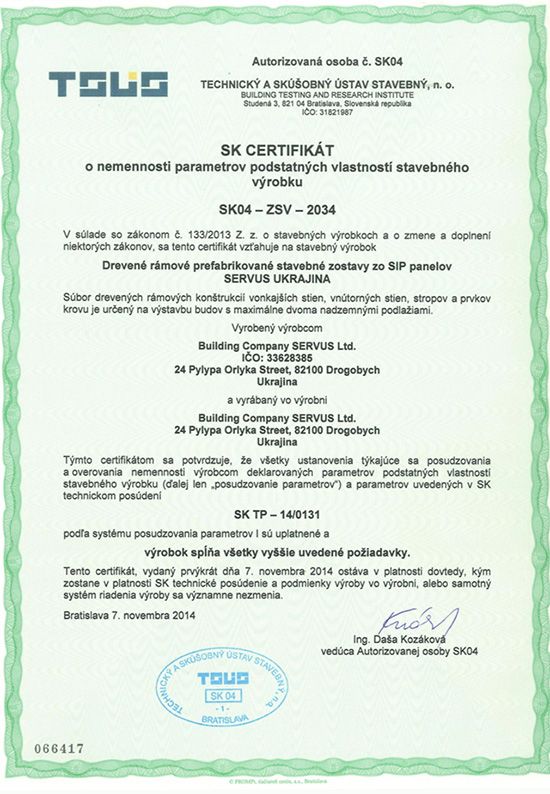 TSUS
Autorizovaná osoba č. SK04
TECHNICKÝ A SKÚŠOBNÝ ÚSTAV STAVEBNÝ, n. o.
BUILDING TESTING AND RESEARCH INSTITUTE
Studená 3, 821 04 Bratislava, Slovenská republika
IČO: 31821987
SK CERTIFIKÁT
o nemennosti parametrov podstatných vlastností stavebného
výrobku
SK04 – ZSV – 2034
V súlade so zákonom č. 133/2013 Z. z. o stavebných výrobkoch a o zmene a doplnení
niektorých zákonov, sa tento certifikát vzťahuje na stavebný výrobok
Drevené rámové prefabrikované stavebné zostavy zo SIP panelov
SERVUS UKRAJINA
Súbor drevených rámových konštrukcií vonkajších stien, vnútorných stien, stropov a prvkov
krovu je určený na výstavbu budov s maximálne dvoma nadzemnými podlažiami.
Vyrobený výrobcom
Building Company SERVUS Ltd.
IČO: 33628385
24 Pylypa Orlyka Street, 82100 Drogobych
Ukrajina
a vyrábaný vo výrobni
Building Company SERVUS Ltd.
24 Pylypa Orlyka Street, 82100 Drogobych
Ukrajina
Týmto certifikátom sa potvrdzuje, že všetky ustanovenia týkajúce sa posudzovania
a overovania nemennosti výrobcom deklarovaných parametrov podstatných vlastností
stavebného výrobku (ďalej len „posudzovanie parametrov") a parametrov uvedených v SK
technickom posúdení
SK TP – 14/0131
podľa systému posudzovania parametrov I sú uplatnené a
výrobok spĺňa všetky vyššie uvedené požiadavky.
Tento certifikát, vydaný prvýkrát dňa 7. novembra 2014 ostáva v platnosti dovtedy, kým
zostane v platnosti SK technické posúdenie a podmienky výroby vo výrobni, alebo samotný
systém riadenia výroby sa významne nezmenia.
Bratislava 7. novembra 2014
Ing. Daša Kozáková
vedúca Autorizovanej osoby SK04
TECHNICKÝ A SKÚŠOBNÝ ÚSTAV STAVEBNÝ, n.o.
TSUS
SK 04
- 1 -
BRATISLAVA
066417